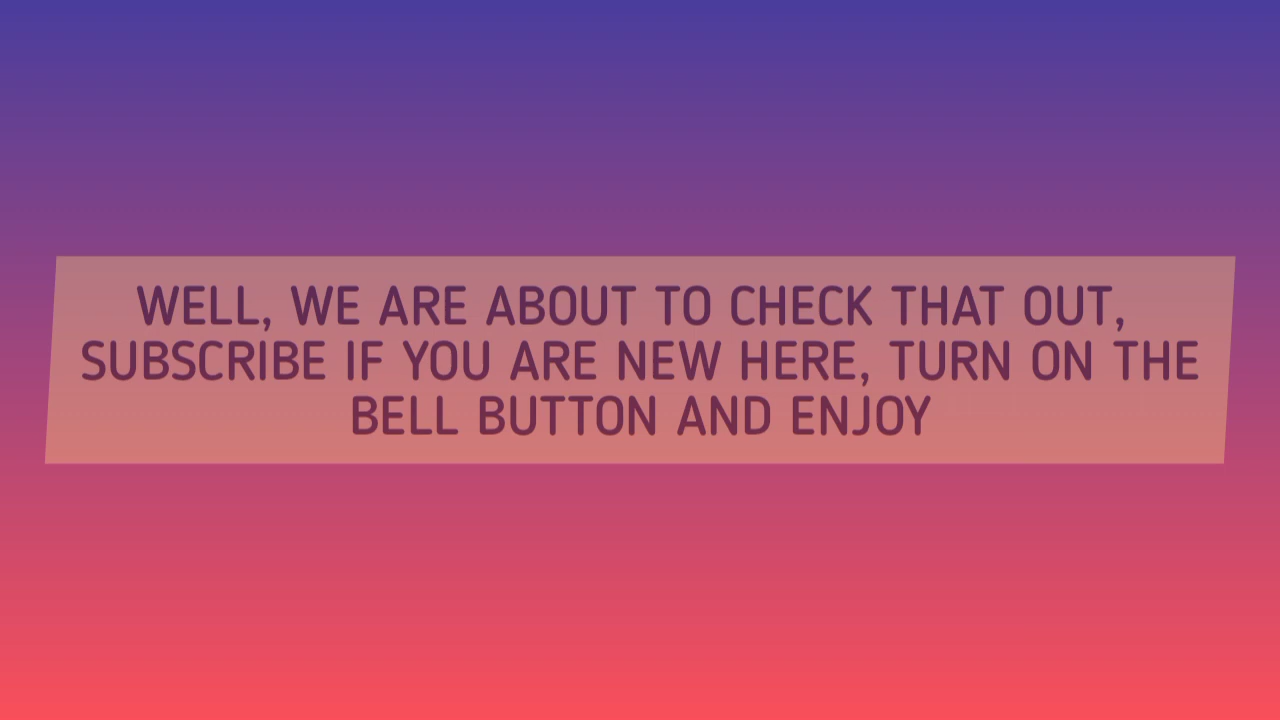 WELL, WE ARE ABOUT TO CHECK THAT OUT,
SUBSCRIBE IF YOU ARE NEW HERE, TURN ON THE
BELL BUTTON AND ENJOY